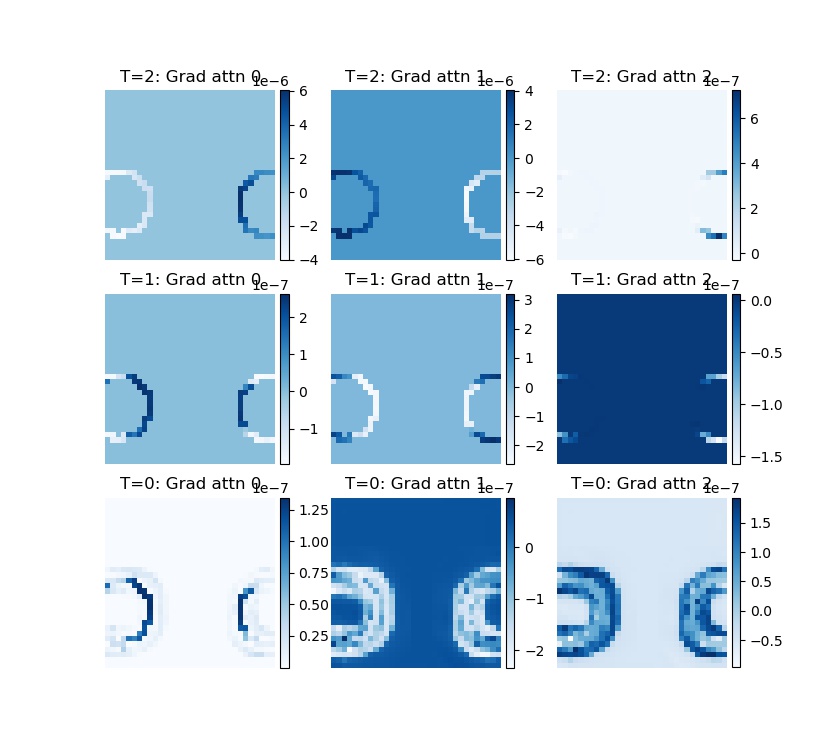 T=2: Grad attn 0
1e−6
T=2: Grad attn 1
1e−6
T=2: Grad attn 2
1e−7
6
4
2
0
−2
−4
4
2
0
−2
−4
−6
6
4
2
0
T=1: Grad attn 0
1e−7
T=1: Grad attn 1
1e−7
T=1: Grad attn 2
1e−7
2
1
0
−1
3
2
1
0
−1
−2
0.0
−0.5
−1.0
−1.5
T=0: Grad attn 0
1e−7
T=0: Grad attn 1
1e−7
T=0: Grad attn 2
1e−7
1.25
1.00
0.75
0.50
0.25
0
−1
−2
1.5
1.0
0.5
0.0
−0.5